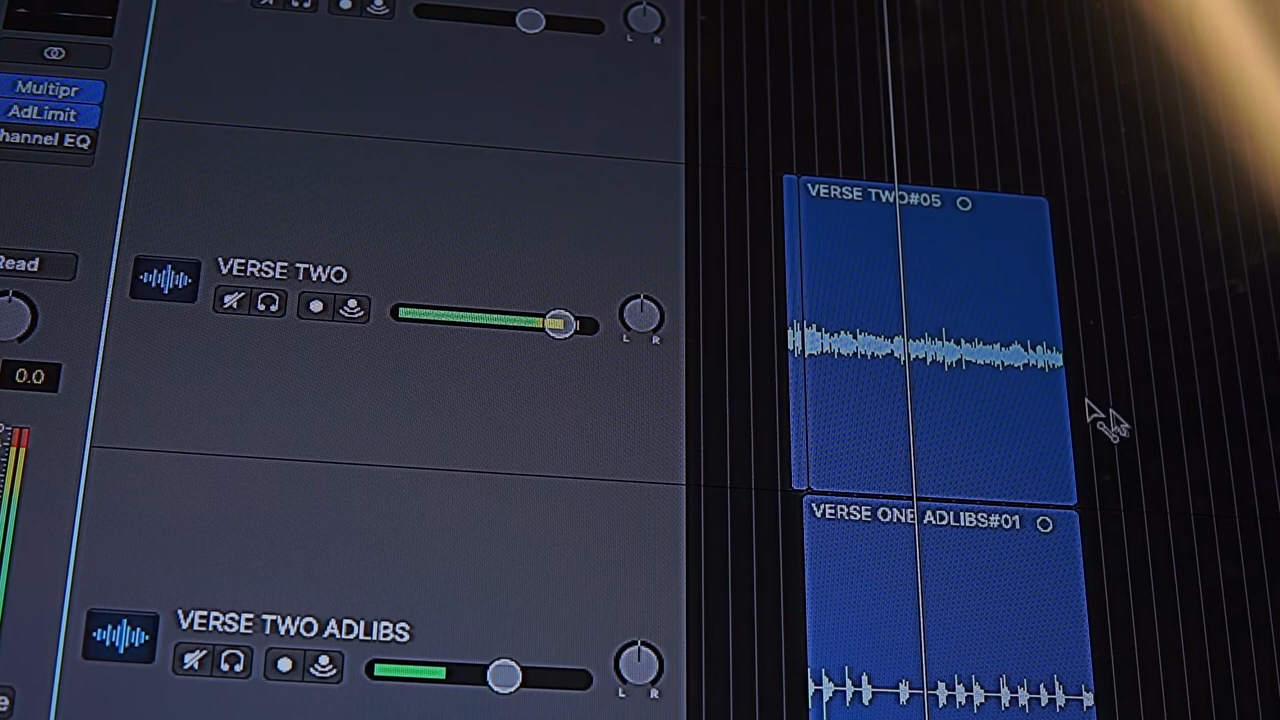 L R
Multipr
AdLimit
hannel EQ
VERSE TWO#05
Read
VERSE TWO
L R
0.0
VERSE ONE ADLIBS#01
VERSE TWO ADLIBS
L R
e